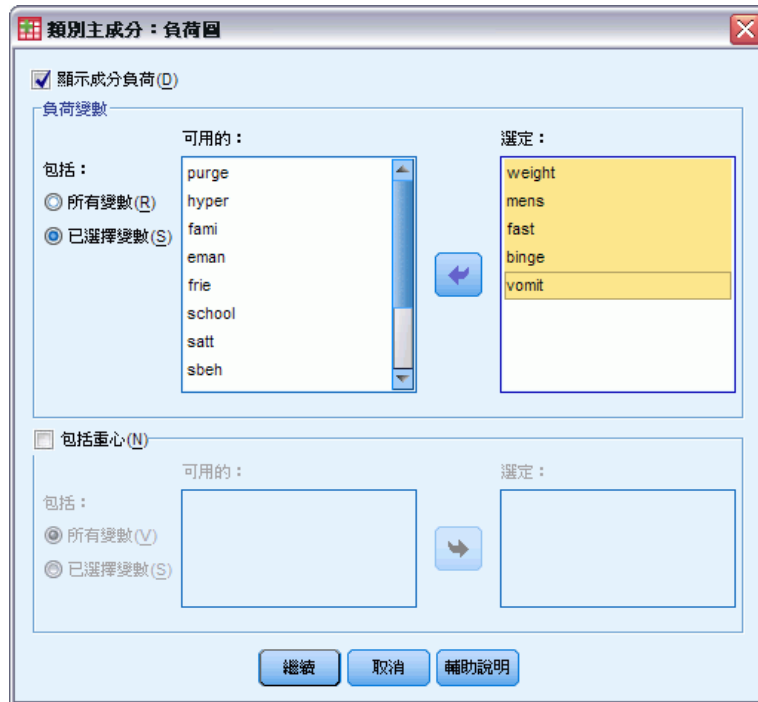 類別主成分：負荷圖
顯示成分負荷(D)
負荷變數
可用的：
選定：
包括：
所有變數(R)
已選擇變數(S)
purge
hyper
fami
eman
frie
school
satt
sbeh
weight
mens
fast
binge
vomit
包括重心(N)
可用的：
選定：
包括：
所有變數(V)
已選擇變數(S)
繼續
取消
輔助說明